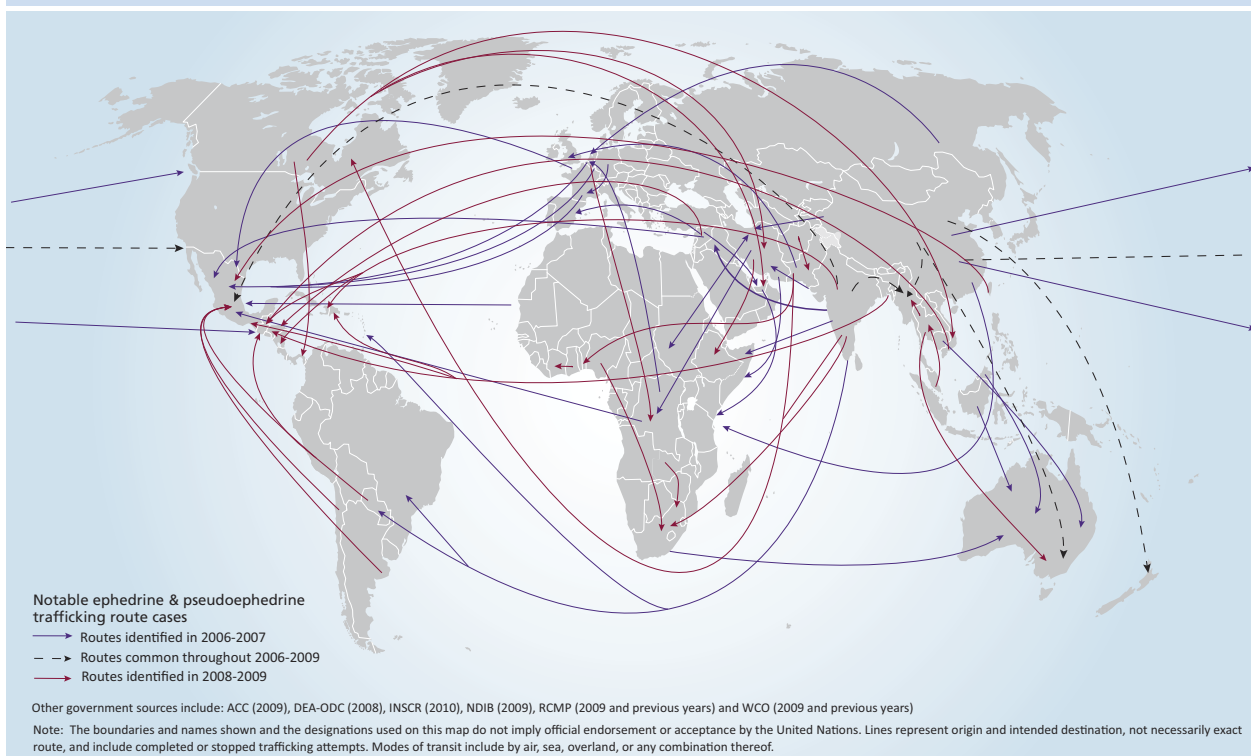 Notable ephedrine & pseudoephedrine
trafficking route cases
Routes identified in 2006-2007
Routes common throughout 2006-2009
Routes identified in 2008-2009
Other government sources include: ACC (2009), DEA-ODC (2008), INSCR (2010), NDIB (2009), RCMP (2009 and previous years) and WCO (2009 and previous years)
Note: The boundaries and names shown and the designations used on this map do not imply official endorsement or acceptance by the United Nations. Lines represent origin and intended destination, not necessarily exact
route, and include completed or stopped trafficking attempts. Modes of transit include by air, sea, overland, or any combination thereof.